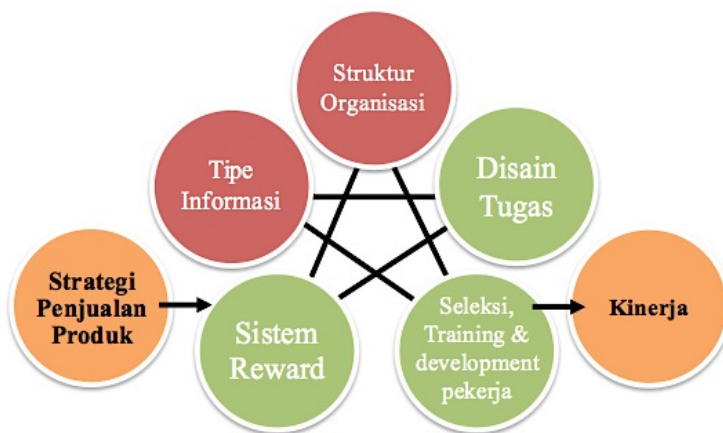 Struktur
Organisasi
Tipe
Informasi
Disain
Tugas
Strategi
Penjualan
Produk
Sistem
Reward
Seleksi,
Training &
development
pekerja
Kinerja